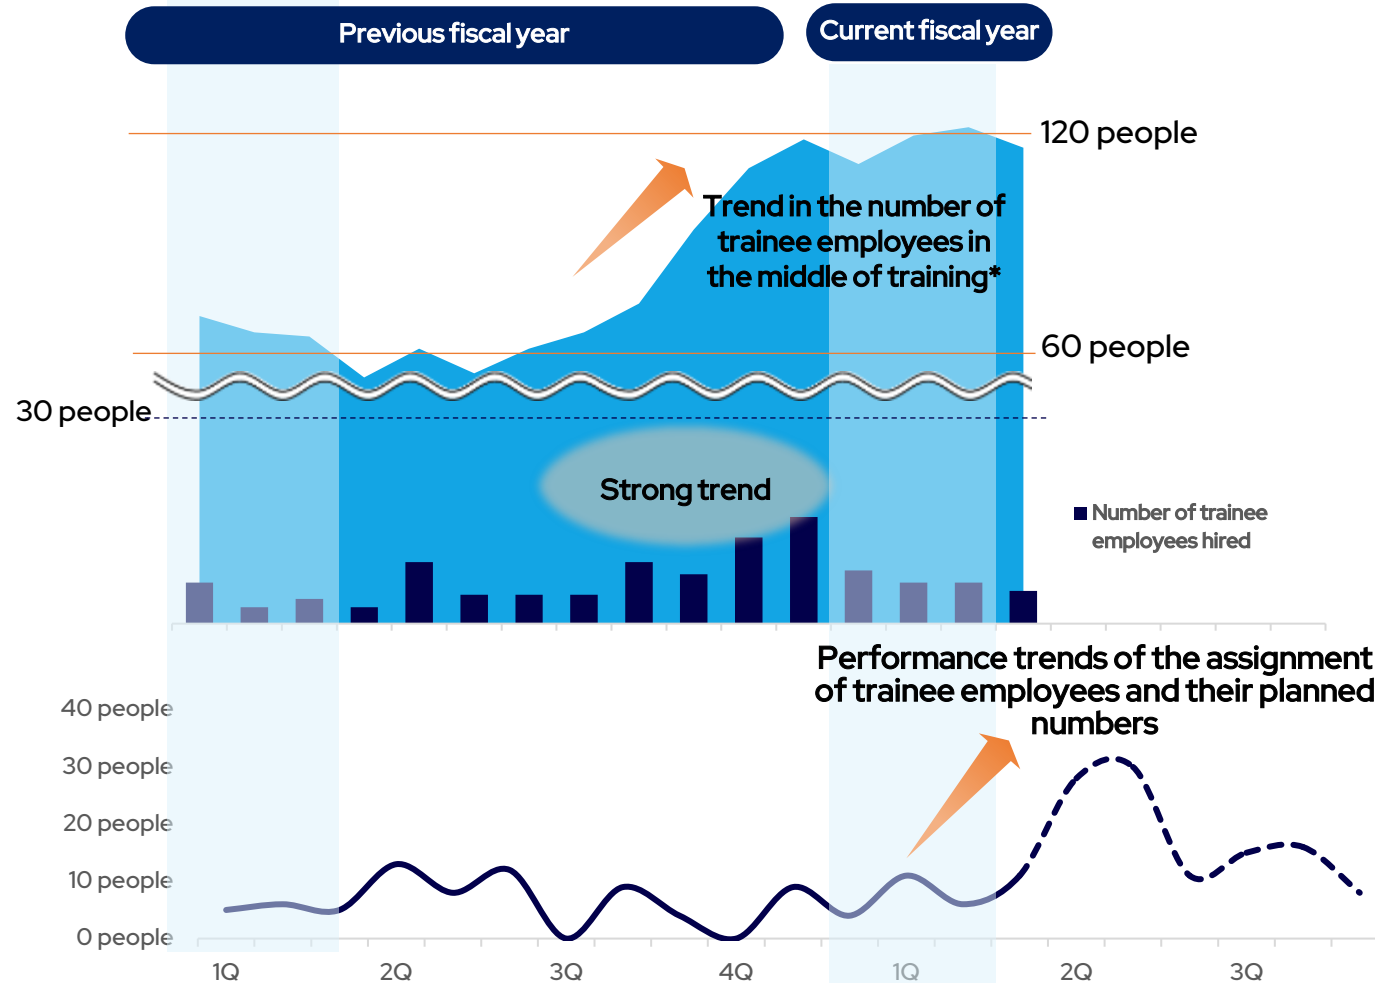 Previous fiscal year
Current fiscal year
120 people
Trend in the number of
trainee employees in
the middle of training*
60 people
30 people
Strong trend
Number of trainee
employees hired
Performance trends of the assignment
of trainee employees and their planned
numbers
40 people
30 people
20 people
10 people
0 people
1Q
2Q
3Q
4Q
1Q
2Q
3Q